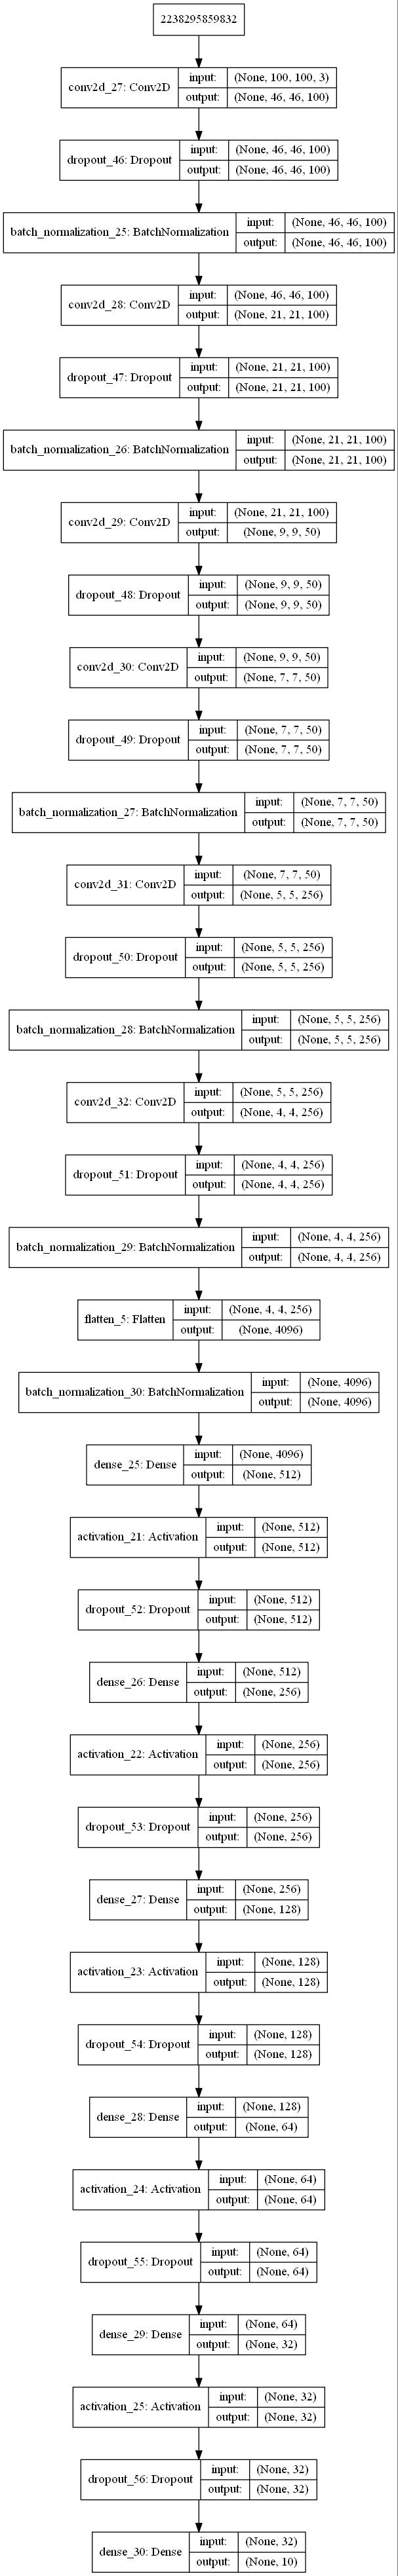 2238295859832
conv2d_27: Conv2D input: (None, 100, 100, 3)
output: (None, 46, 46, 100)
dropout_46: Dropout input: (None, 46, 46, 100)
output: (None, 46, 46, 100)
batch_normalization_25: BatchNormalization input: (None, 46, 46, 100)
output: (None, 46, 46, 100)
conv2d_28: Conv2D input: (None, 46, 46, 100)
output: (None, 21, 21, 100)
dropout_47: Dropout input: (None, 21, 21, 100)
output: (None, 21, 21, 100)
batch_normalization_26: BatchNormalization input: (None, 21, 21, 100)
output: (None, 21, 21, 100)
conv2d_29: Conv2D input: (None, 21, 21, 100)
output: (None, 9, 9, 50)
dropout_48: Dropout input: (None, 9, 9, 50)
output: (None, 9, 9, 50)
conv2d_30: Conv2D input: (None, 9, 9, 50)
output: (None, 7, 7, 50)
dropout_49: Dropout input: (None, 7, 7, 50)
output: (None, 7, 7, 50)
batch_normalization_27: BatchNormalization input: (None, 7, 7, 50)
output: (None, 7, 7, 50)
conv2d_31: Conv2D input: (None, 7, 7, 50)
output: (None, 5, 5, 256)
dropout_50: Dropout input: (None, 5, 5, 256)
output: (None, 5, 5, 256)
batch_normalization_28: BatchNormalization input: (None, 5, 5, 256)
output: (None, 5, 5, 256)
conv2d_32: Conv2D input: (None, 5, 5, 256)
output: (None, 4, 4, 256)
dropout_51: Dropout input: (None, 4, 4, 256)
output: (None, 4, 4, 256)
batch_normalization_29: BatchNormalization input: (None, 4, 4, 256)
output: (None, 4, 4, 256)
flatten_5: Flatten input: (None, 4, 4, 256)
output: (None, 4096)
batch_normalization_30: BatchNormalization input: (None, 4096)
output: (None, 4096)
dense_25: Dense input: (None, 4096)
output: (None, 512)
activation_21: Activation input: (None, 512)
output: (None, 512)
dropout_52: Dropout input: (None, 512)
output: (None, 512)
dense_26: Dense input: (None, 512)
output: (None, 256)
activation_22: Activation input: (None, 256)
output: (None, 256)
dropout_53: Dropout input: (None, 256)
output: (None, 256)
dense_27: Dense input: (None, 256)
output: (None, 128)
activation_23: Activation input: (None, 128)
output: (None, 128)
dropout_54: Dropout input: (None, 128)
output: (None, 128)
dense_28: Dense input: (None, 128)
output: (None, 64)
activation_24: Activation input: (None, 64)
output: (None, 64)
dropout_55: Dropout input: (None, 64)
output: (None, 64)
dense_29: Dense input: (None, 64)
output: (None, 32)
activation_25: Activation input: (None, 32)
output: (None, 32)
dropout_56: Dropout input: (None, 32)
output: (None, 32)
dense_30: Dense input: (None, 32)
output: (None, 10)